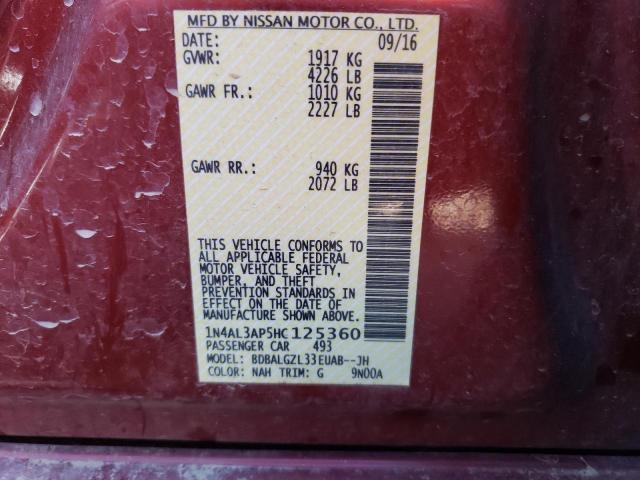 MFD BY NISSAN MOTOR CO., LTD.
DATE: 09/16
GVWR: 1917 KG
4226 LB
GAWR FR.: 1010 KG
2227 LB
GAWR RR.: 940 KG
2072 LB
THIS VEHICLE CONFORMS TO
ALL APPLICABLE FEDERAL
MOTOR VEHICLE SAFETY,
BUMPER, AND THEFT
PREVENTION STANDARDS IN
EFFECT ON THE DATE OF
MANUFACTURE SHOWN ABOVE.
1N4AL3AP5HC125360
PASSENGER CAR 493
MODEL: BDBALGZL33EUAB--JH
COLOR: NAH TRIM: G 9N00A